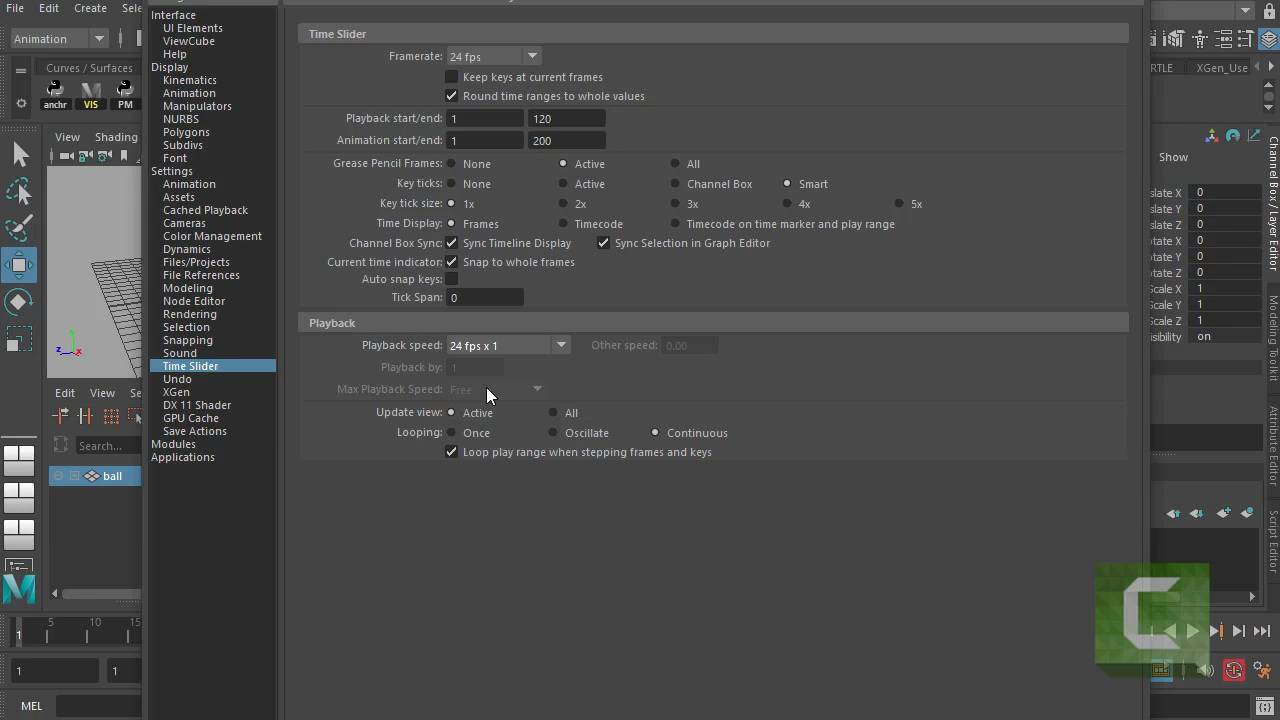 File Edit Create Select
Animation
Curves / Surfaces
anchr VIS PM
View Shading
View Shading
Search...
ball
1 5 10 15
1 1
MEL
Interface
UI Elements
ViewCube
Help
Display
Kinematics
Animation
Manipulators
NURBS
Polygons
Subdivs
Font
Settings
Animation
Assets
Cached Playback
Cameras
Color Management
Dynamics
Files/Projects
File References
Modeling
Node Editor
Rendering
Selection
Snapping
Sound
Time Slider
Undo
XGen
DX 11 Shader
GPU Cache
Save Actions
Modules
Applications
Time Slider
Framerate: 24 fps
Keep keys at current frames
Round time ranges to whole values
Playback start/end: 1 120
Animation start/end: 1 200
Grease Pencil Frames: None Active All
Key ticks: None Active Channel Box Smart
Key tick size: 1x 2x 3x 4x 5x
Time Display: Frames Timecode Timecode on time marker and play range
Channel Box Sync: Sync Timeline Display Sync Selection in Graph Editor
Current time indicator: Snap to whole frames
Auto snap keys:
Tick Span: 0
Playback
Playback speed: 24 fps x 1 Other speed: 0.00
Playback by: 1
Max Playback Speed: Free
Update view: Active All
Looping: Once Oscillate Continuous
Loop play range when stepping frames and keys
RTLE XGen_Use
Show
slate X 0
slate Y 0
slate Z 0
otate X 0
otate Y 0
otate Z 0
Scale X 1
Scale Y 1
Scale Z 1
isibility on
Channel Box / Layer Editor
Modeling Toolkit
Attribute Editor
Script Editor
C